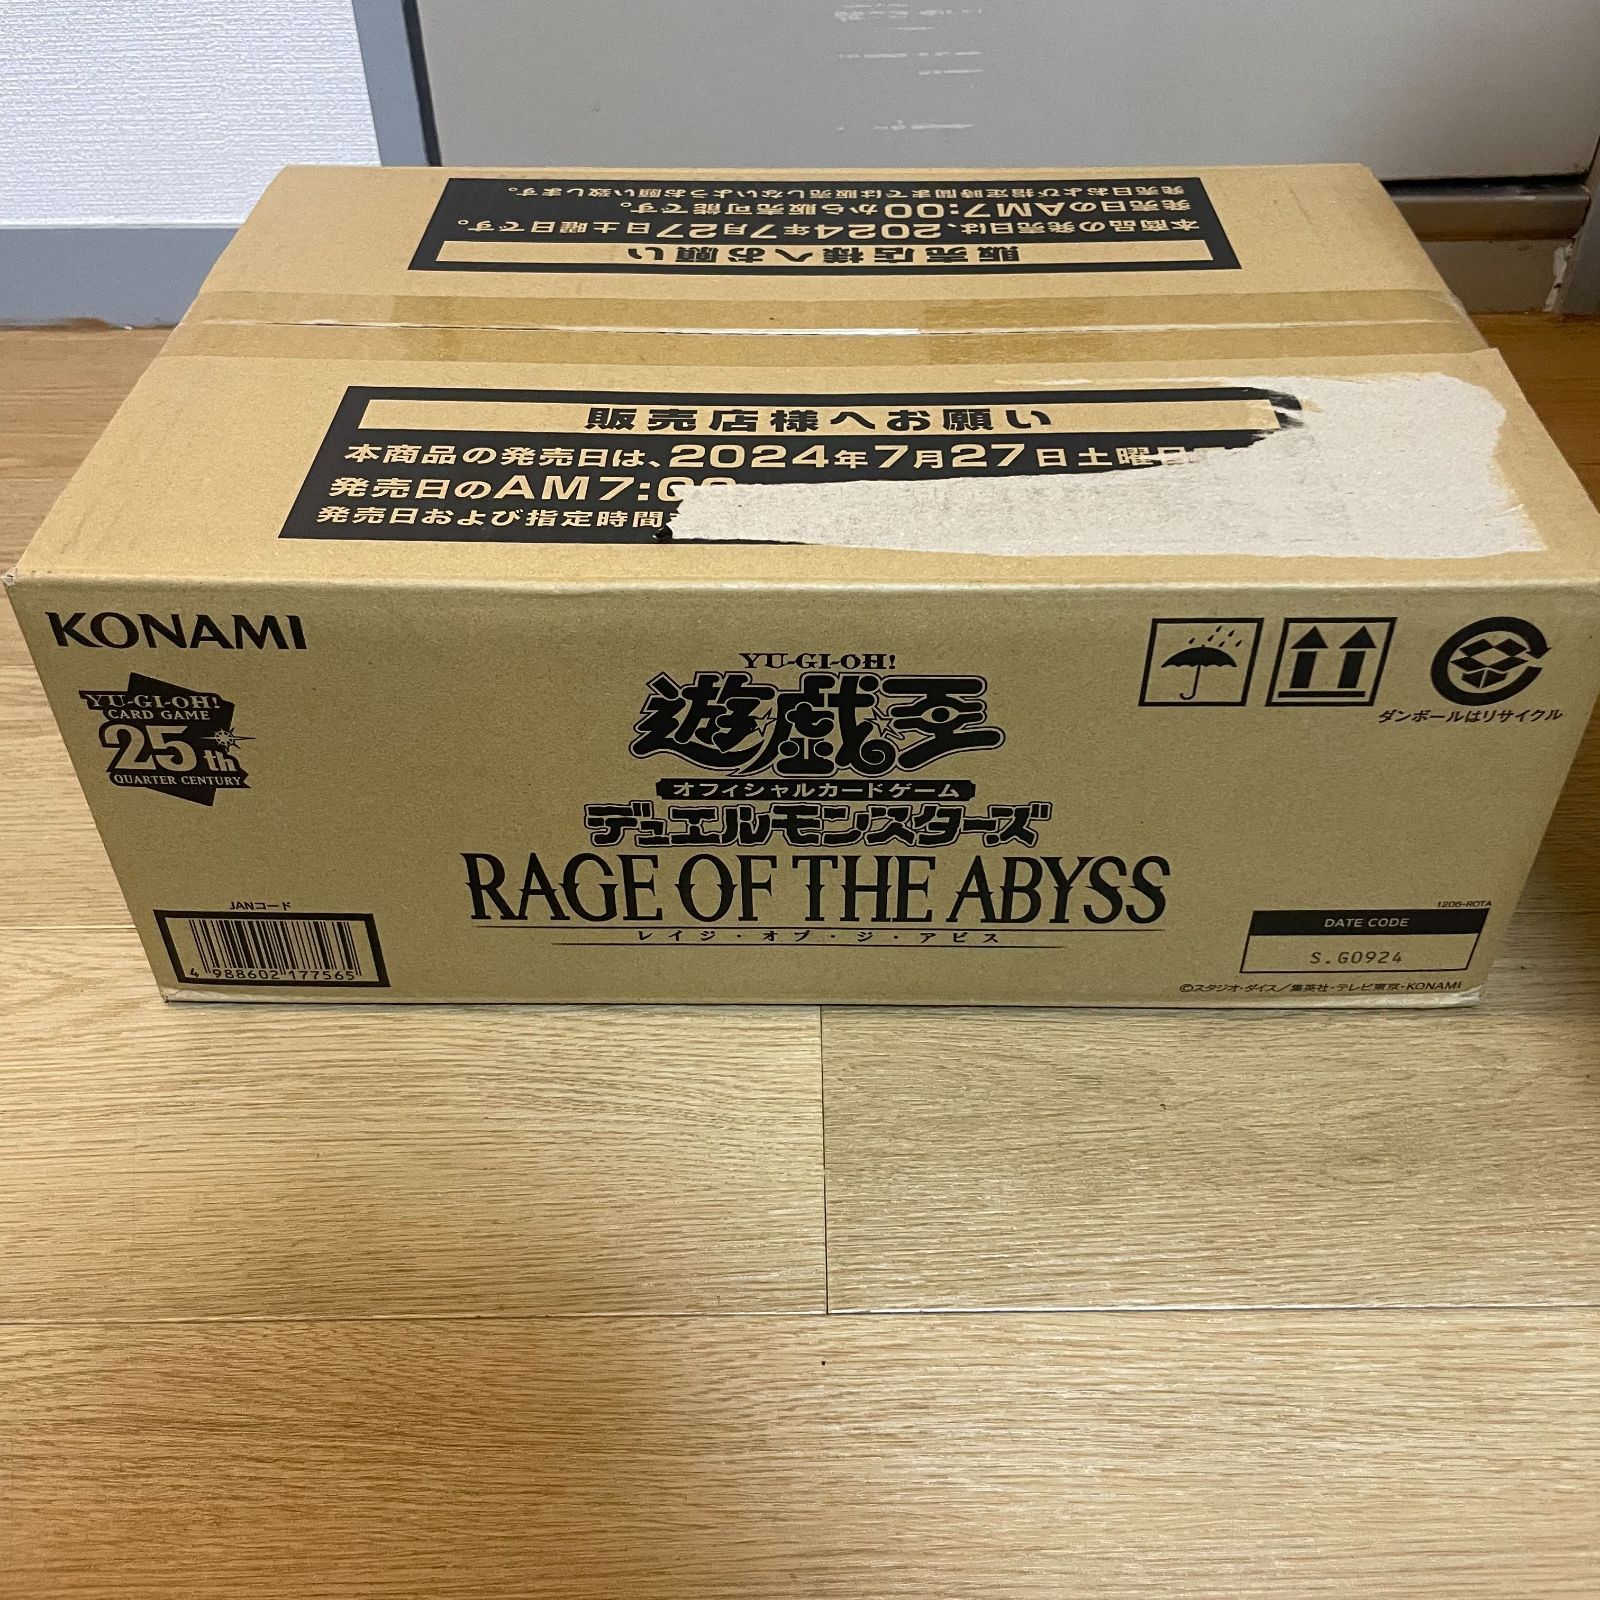 販売店様へお願い
本商品の発売日は、2024年7月27日土曜日です。
発売日のAM7:00から販売可能です。
発売日および指定時間までは販売しないようお願い致します。
販売店様へお願い
本商品の発売日は、2024年7月27日土曜日
発売日のAM7:00
発売日および指定時間
KONAMI
YU-GI-OH!
CARD GAME
25th
QUARTER CENTURY
YU-GI-OH!
遊戯王
オフィシャルカードゲーム
デュエルモンスターズ
RAGE OF THE ABYSS
レイジ・オブ・ジ・アビス
ダンボールはリサイクル
JANコード
4 988602 177565
1206-ROTA
DATE CODE
S.G0924
©スタジオ・ダイス/集英社・テレビ東京・KONAMI